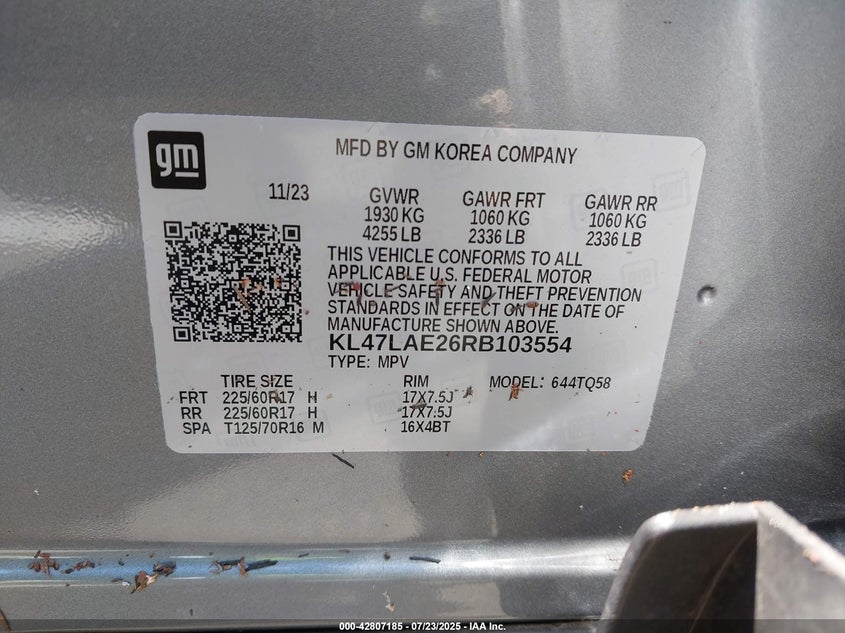 gm
MFD BY GM KOREA COMPANY
11/23 GVWR GAWR FRT GAWR RR
1930 KG 1060 KG 1060 KG
4255 LB 2336 LB 2336 LB
THIS VEHICLE CONFORMS TO ALL
APPLICABLE U.S. FEDERAL MOTOR
VEHICLE SAFETY AND THEFT PREVENTION
STANDARDS IN EFFECT ON THE DATE OF
MANUFACTURE SHOWN ABOVE.
KL47LAE26RB103554
TYPE: MPV
TIRE SIZE RIM MODEL: 644TQ58
FRT 225/60R17 H 17X7.5J
RR 225/60R17 H 17X7.5J
SPA T125/70R16 M 16X4BT
000-42807185 - 07/23/2025 - IAA Inc.